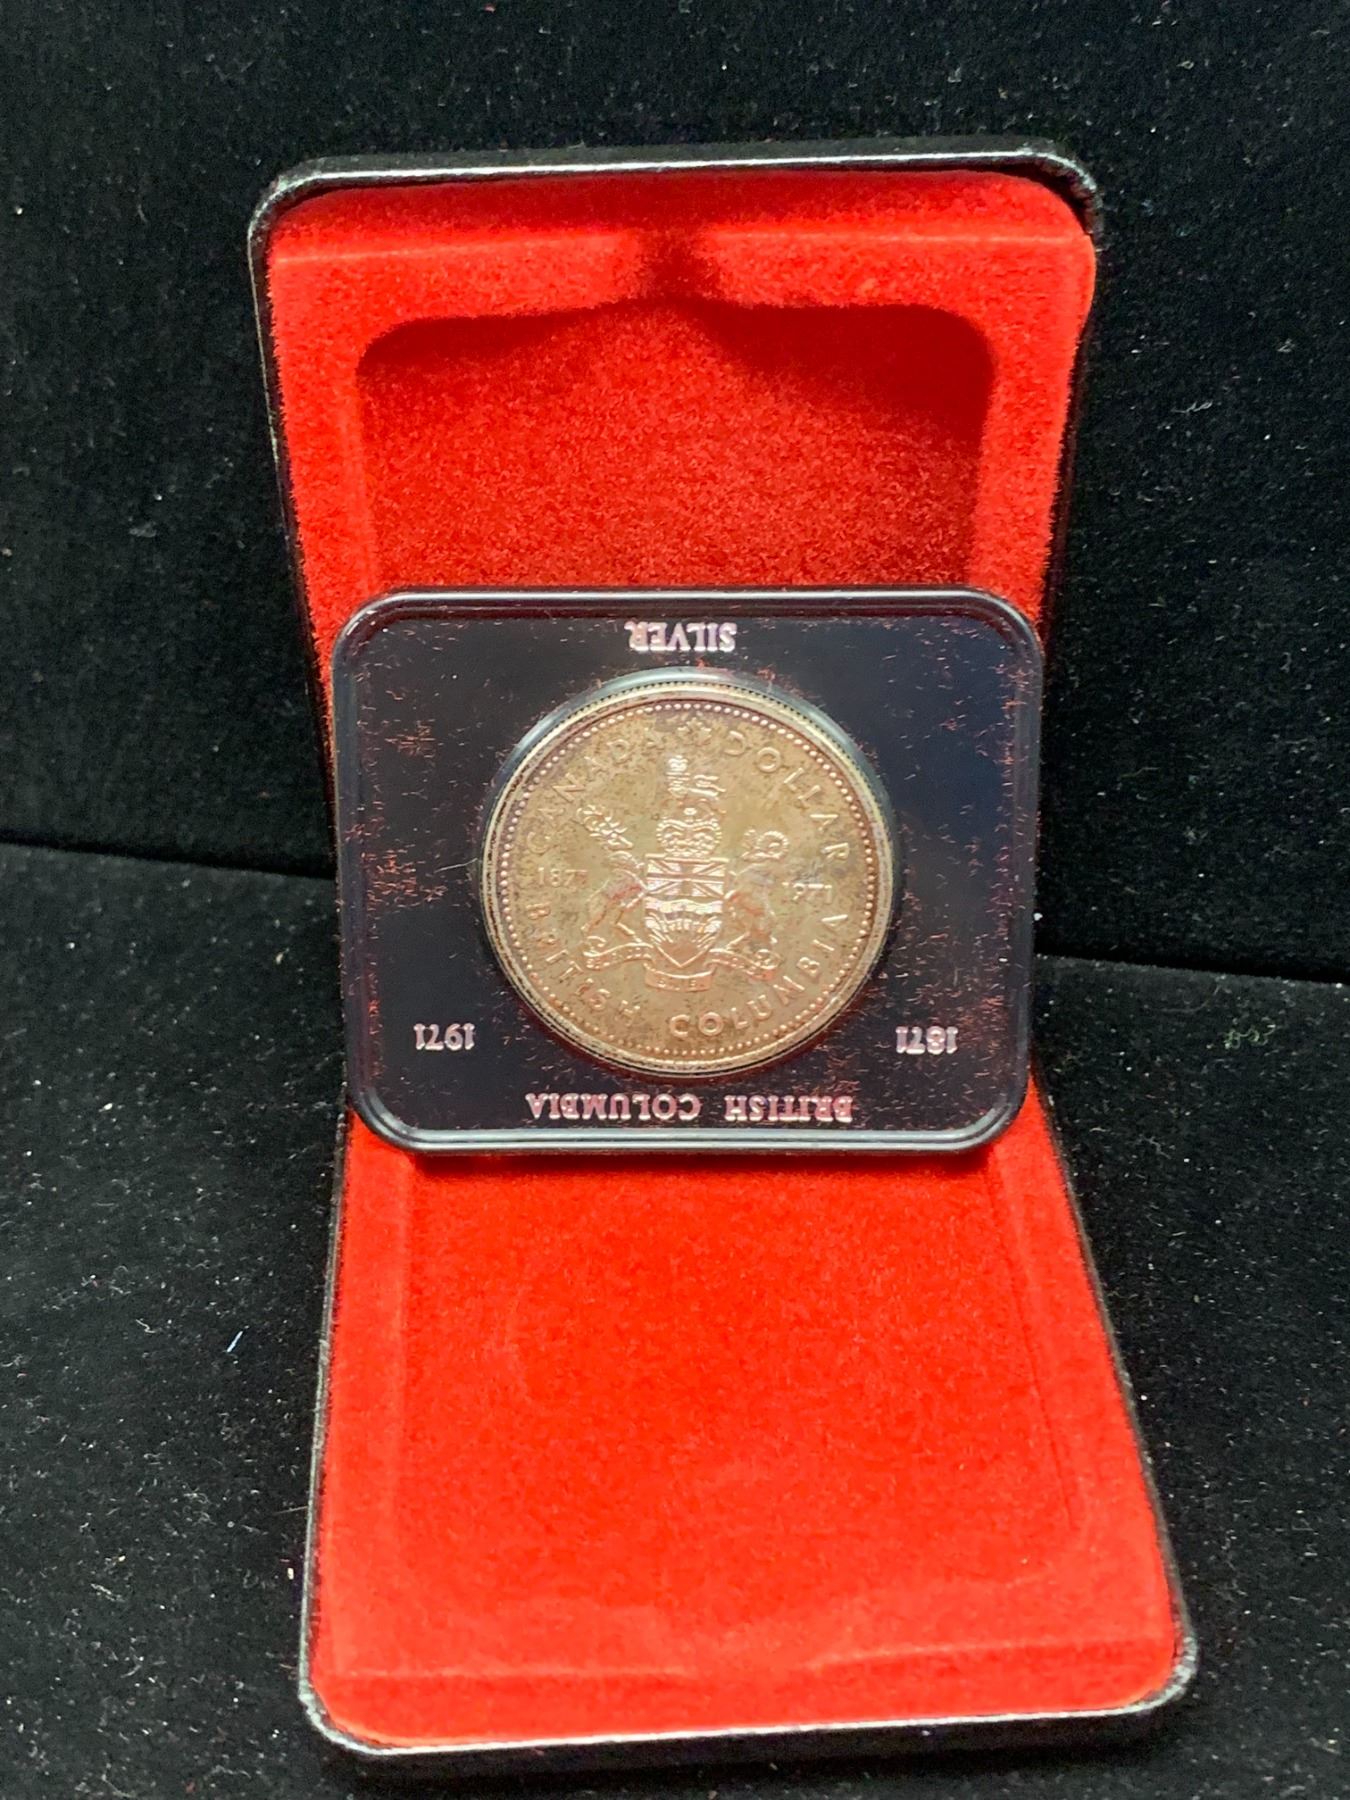 SILVER
CANADA DOLLAR
1871 1971
BRITISH COLUMBIA
1971 1871
BRITISH COLUMBIA